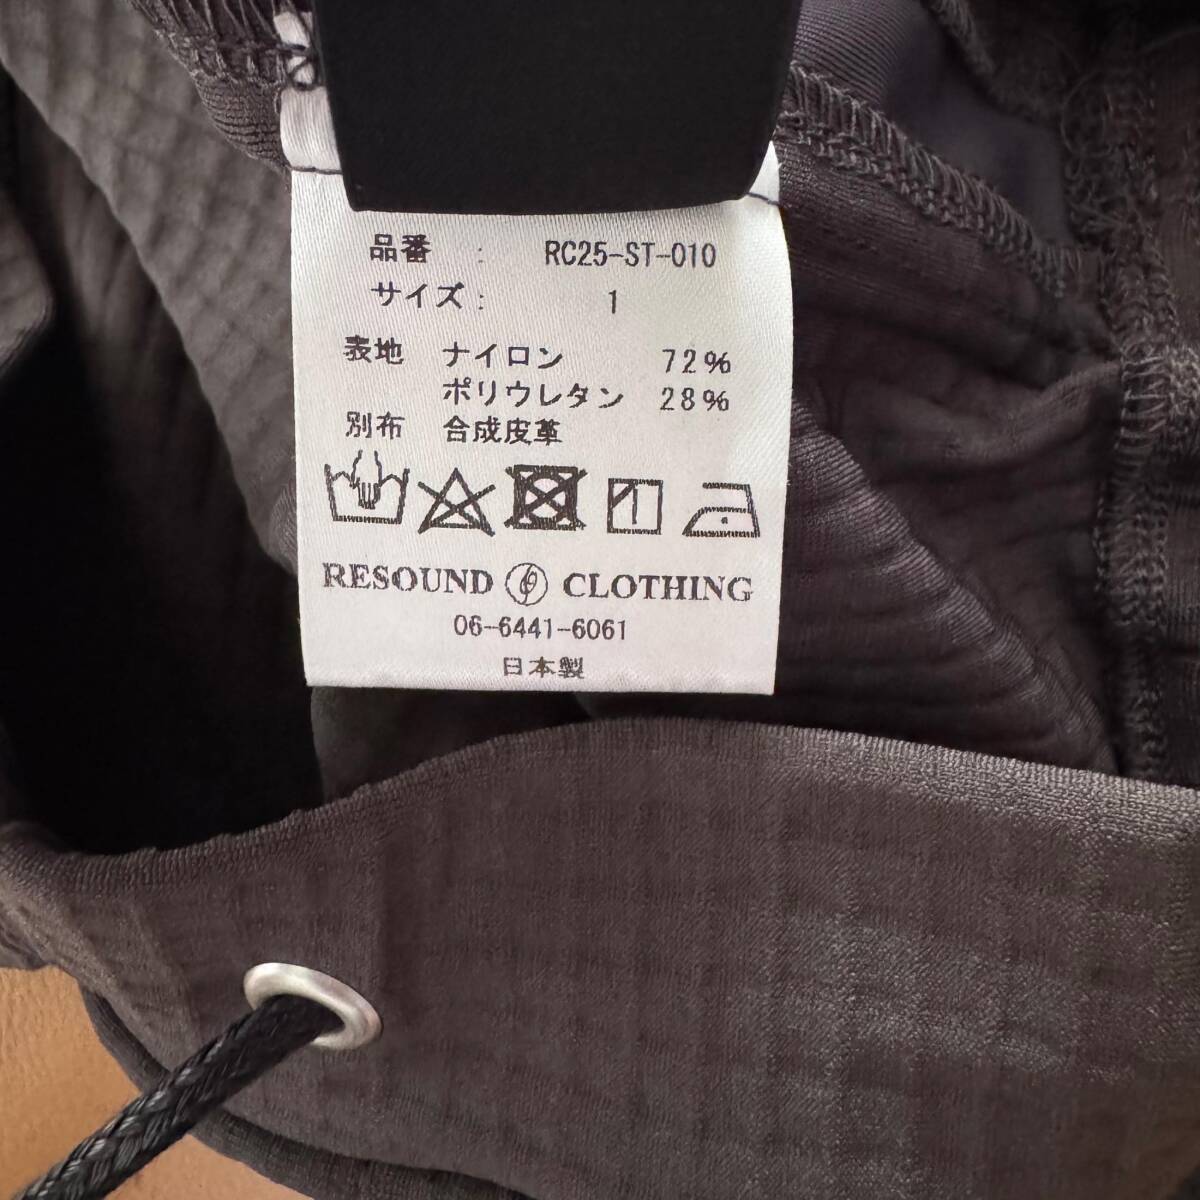 品番 : RC25-ST-010
サイズ : 1
表地 ナイロン 72%
ポリウレタン 28%
別布 合成皮革
RESOUND CLOTHING
06-6441-6061
日本製